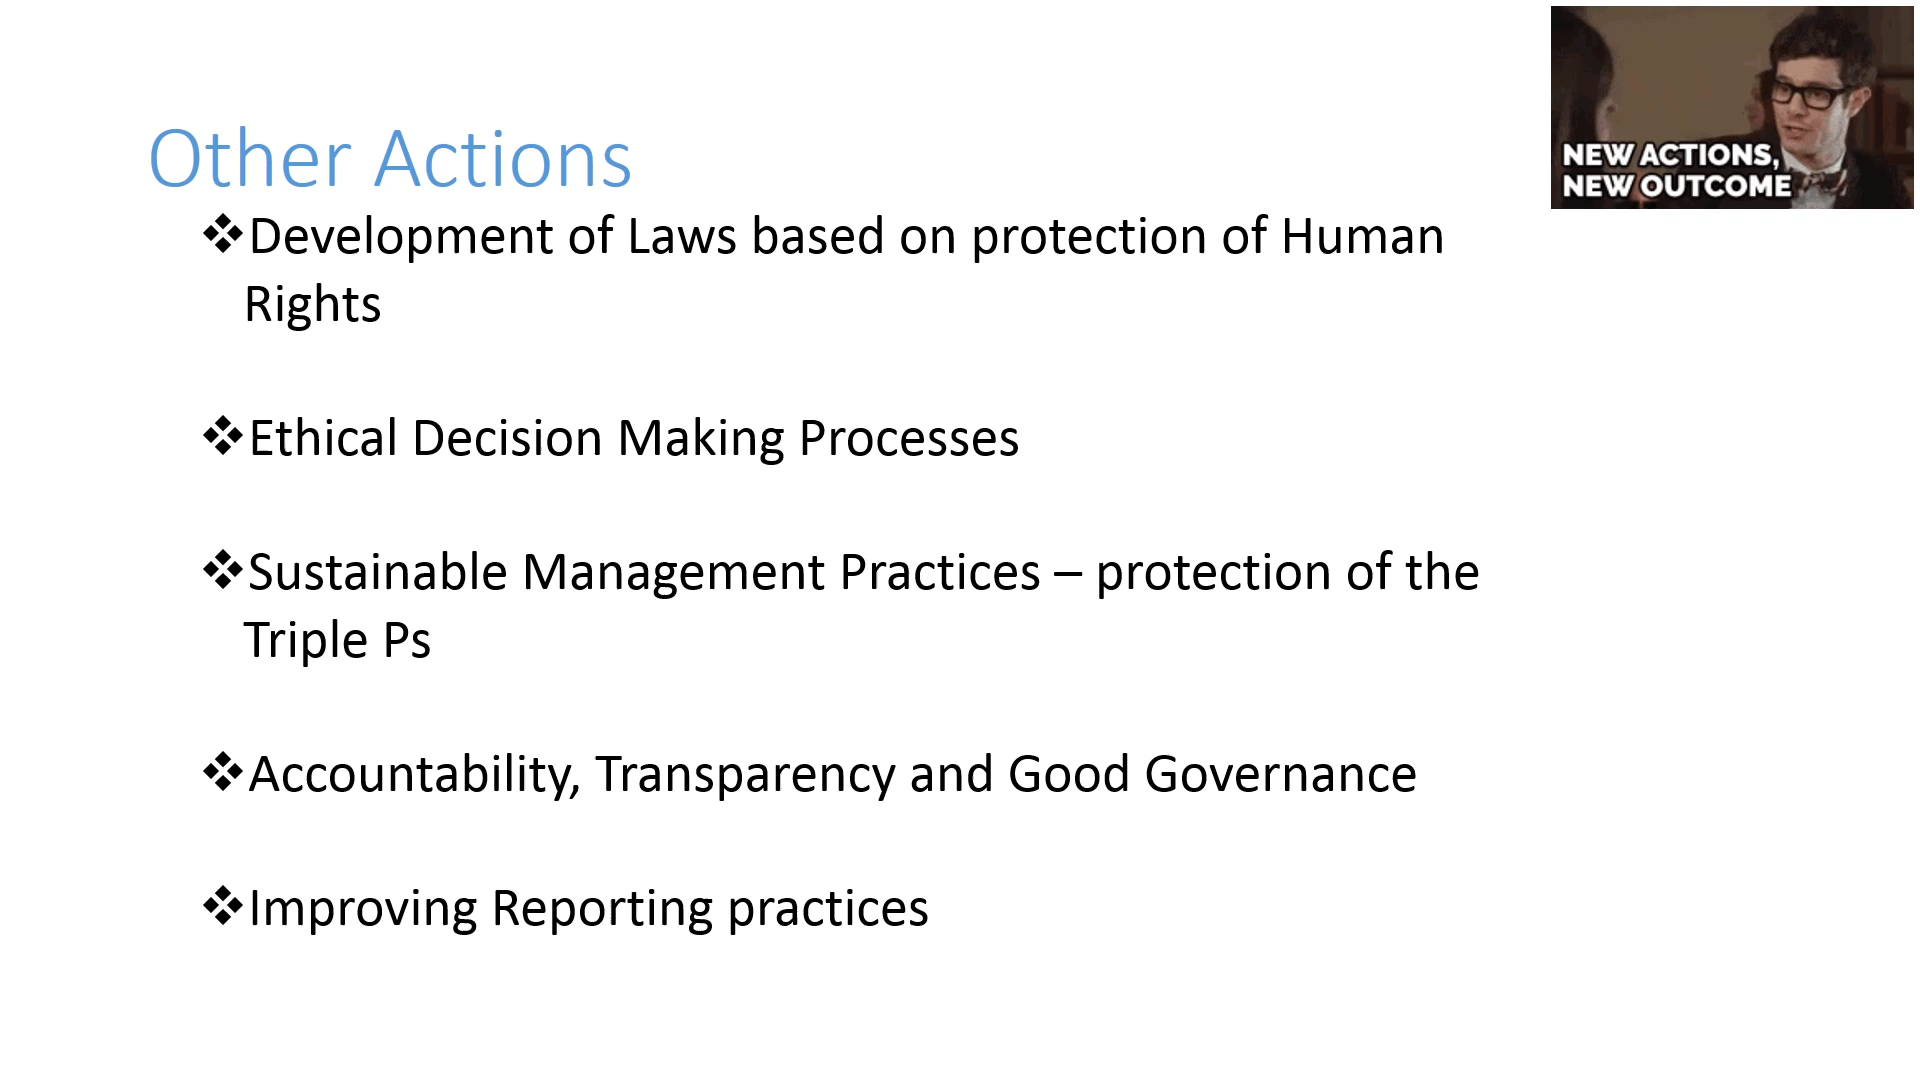 NEW ACTIONS,
NEW OUTCOME
Other Actions
❖Development of Laws based on protection of Human
Rights
❖Ethical Decision Making Processes
❖Sustainable Management Practices – protection of the
Triple Ps
❖Accountability, Transparency and Good Governance
❖Improving Reporting practices